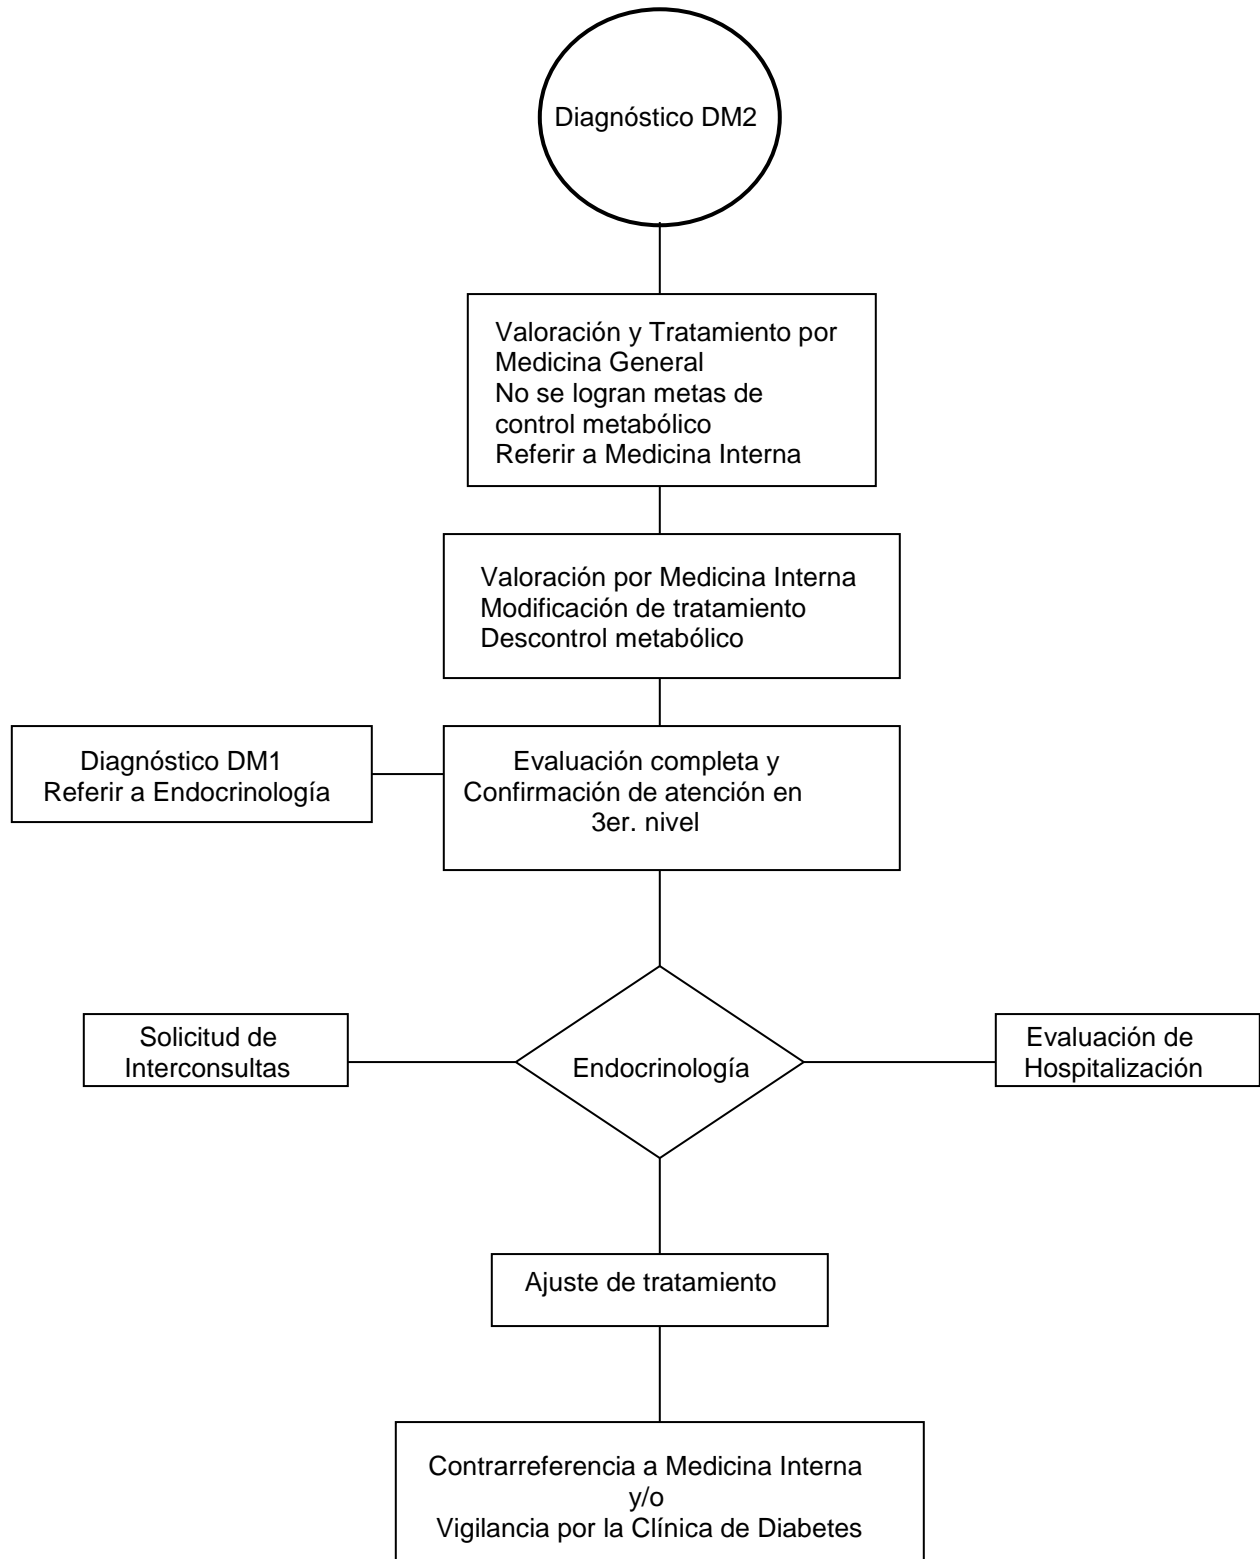 Diagnóstico DM2
Valoración y Tratamiento por
Medicina General
No se logran metas de
control metabólico
Referir a Medicina Interna
Valoración por Medicina Interna
Modificación de tratamiento
Descontrol metabólico
Diagnóstico DM1
Referir a Endocrinología
Evaluación completa y
Confirmación de atención en
3er. nivel
Solicitud de
Interconsultas
Endocrinología
Evaluación de
Hospitalización
Ajuste de tratamiento
Contrarreferencia a Medicina Interna
y/o
Vigilancia por la Clínica de Diabetes